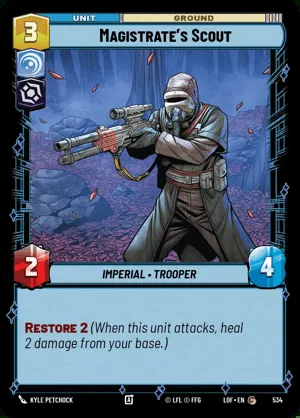 3
UNIT
GROUND
Magistrate's Scout
2
IMPERIAL • TROOPER
4
Restore 2 (When this unit attacks, heal
2 damage from your base.)
KYLE PETCHOCK
© LFL © FFG
LOF • EN
C
534